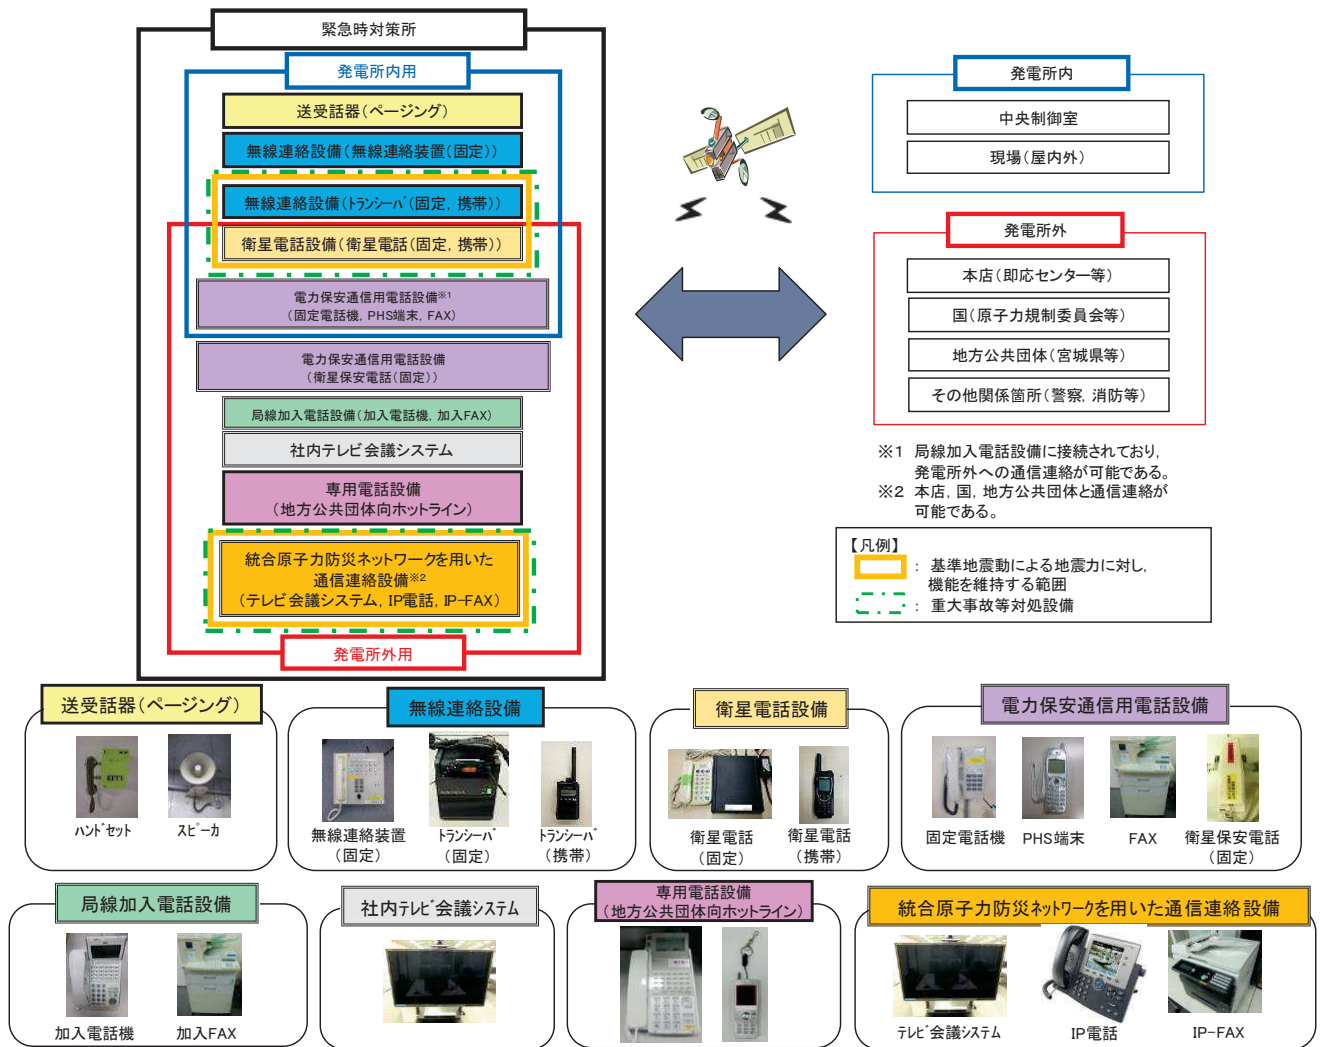 緊急時対策所
発電所内用
送受話器(ページング)
無線連絡設備(無線連絡装置(固定))
無線連絡設備(トランシーバ(固定, 携帯))
衛星電話設備(衛星電話(固定, 携帯))
電力保安通信用電話設備※1
(固定電話機, PHS端末, FAX)
電力保安通信用電話設備
(衛星保安電話(固定))
局線加入電話設備(加入電話機, 加入FAX)
社内テレビ会議システム
専用電話設備
(地方公共団体向ホットライン)
統合原子力防災ネットワークを用いた
通信連絡設備※2
(テレビ会議システム, IP電話, IP-FAX)
発電所外用
発電所内
中央制御室
現場(屋内外)
発電所外
本店(即応センター等)
国(原子力規制委員会等)
地方公共団体(宮城県等)
その他関係箇所(警察, 消防等)
※1 局線加入電話設備に接続されており,
発電所外への通信連絡が可能である。
※2 本店, 国, 地方公共団体と通信連絡が
可能である。
【凡例】
: 基準地震動による地震力に対し,
機能を維持する範囲
: 重大事故等対処設備
送受話器(ページング)
ハンドセット
スピーカ
無線連絡設備
無線連絡装置
(固定)
トランシーバ
(固定)
トランシーバ
(携帯)
衛星電話設備
衛星電話
(固定)
衛星電話
(携帯)
電力保安通信用電話設備
固定電話機
PHS端末
FAX
衛星保安電話
(固定)
局線加入電話設備
加入電話機
加入FAX
社内テレビ会議システム
専用電話設備
(地方公共団体向ホットライン)
統合原子力防災ネットワークを用いた通信連絡設備
テレビ会議システム
IP電話
IP-FAX